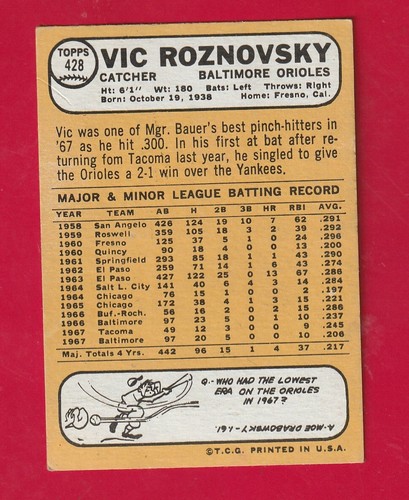 TOPPS
428
VIC ROZNOVSKY
CATCHER BALTIMORE ORIOLES
Ht: 6'1" Wt: 180 Bats: Left Throws: Right
Born: October 19, 1938 Home: Fresno, Cal.
Vic was one of Mgr. Bauer's best pinch-hitters in
'67 as he hit .300. In his first at bat after re-
turning fom Tacoma last year, he singled to give
the Orioles a 2-1 win over the Yankees.
MAJOR & MINOR LEAGUE BATTING RECORD
YEAR TEAM AB H 2B 3B HR RBI AVG.
1958 San Angelo 426 124 19 10 7 62 .291
1959 Roswell 359 105 18 3 2 39 .292
1960 Fresno 125 37 5 1 0 24 .296
1960 Quincy 90 18 4 0 0 13 .200
1961 Springfield 293 85 18 1 1 43 .290
1962 El Paso 259 71 14 1 6 43 .274
1963 El Paso 427 122 25 0 13 67 .286
1964 Salt L. City 141 40 6 4 3 14 .284
1964 Chicago 76 15 1 0 0 2 .197
1965 Chicago 172 38 4 1 3 15 .221
1966 Buf.-Roch. 56 16 2 0 2 15 .286
1966 Baltimore 97 23 5 0 1 10 .237
1967 Tacoma 49 12 3 0 0 9 .245
1967 Baltimore 97 20 5 0 0 10 .206
Maj. Totals 4 Yrs. 442 96 15 1 4 37 .217
Q.-WHO HAD THE LOWEST
ERA ON THE ORIOLES
IN 1967?
A.-MOE DRABOWSKY-1.61.
©T.C.G. PRINTED IN U.S.A.